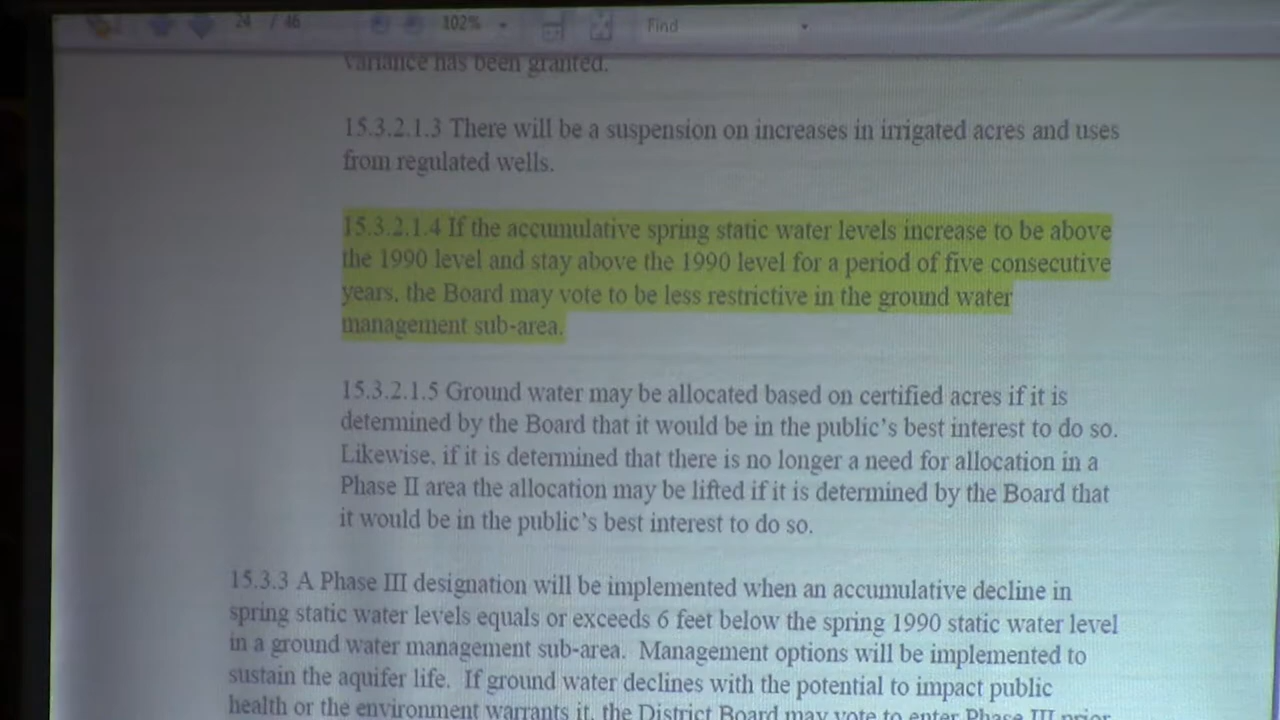 24 / 46 102% Find
variance has been granted.
15.3.2.1.3 There will be a suspension on increases in irrigated acres and uses
from regulated wells.
15.3.2.1.4 If the accumulative spring static water levels increase to be above
the 1990 level and stay above the 1990 level for a period of five consecutive
years, the Board may vote to be less restrictive in the ground water
management sub-area.
15.3.2.1.5 Ground water may be allocated based on certified acres if it is
determined by the Board that it would be in the public's best interest to do so.
Likewise, if it is determined that there is no longer a need for allocation in a
Phase II area the allocation may be lifted if it is determined by the Board that
it would be in the public's best interest to do so.
15.3.3 A Phase III designation will be implemented when an accumulative decline in
spring static water levels equals or exceeds 6 feet below the spring 1990 static water level
in a ground water management sub-area. Management options will be implemented to
sustain the aquifer life. If ground water declines with the potential to impact public
health or the environment warrants it, the District Board may vote to enter Phase III prior